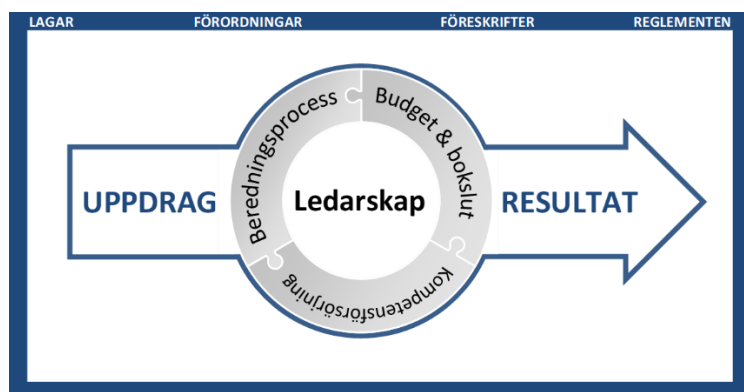 LAGAR FÖRORDNINGAR FÖRESKRIFTER REGLEMENTEN
Beredningsprocess
Budget & bokslut
UPPDRAG
Ledarskap
RESULTAT
Kompetensförsörjning